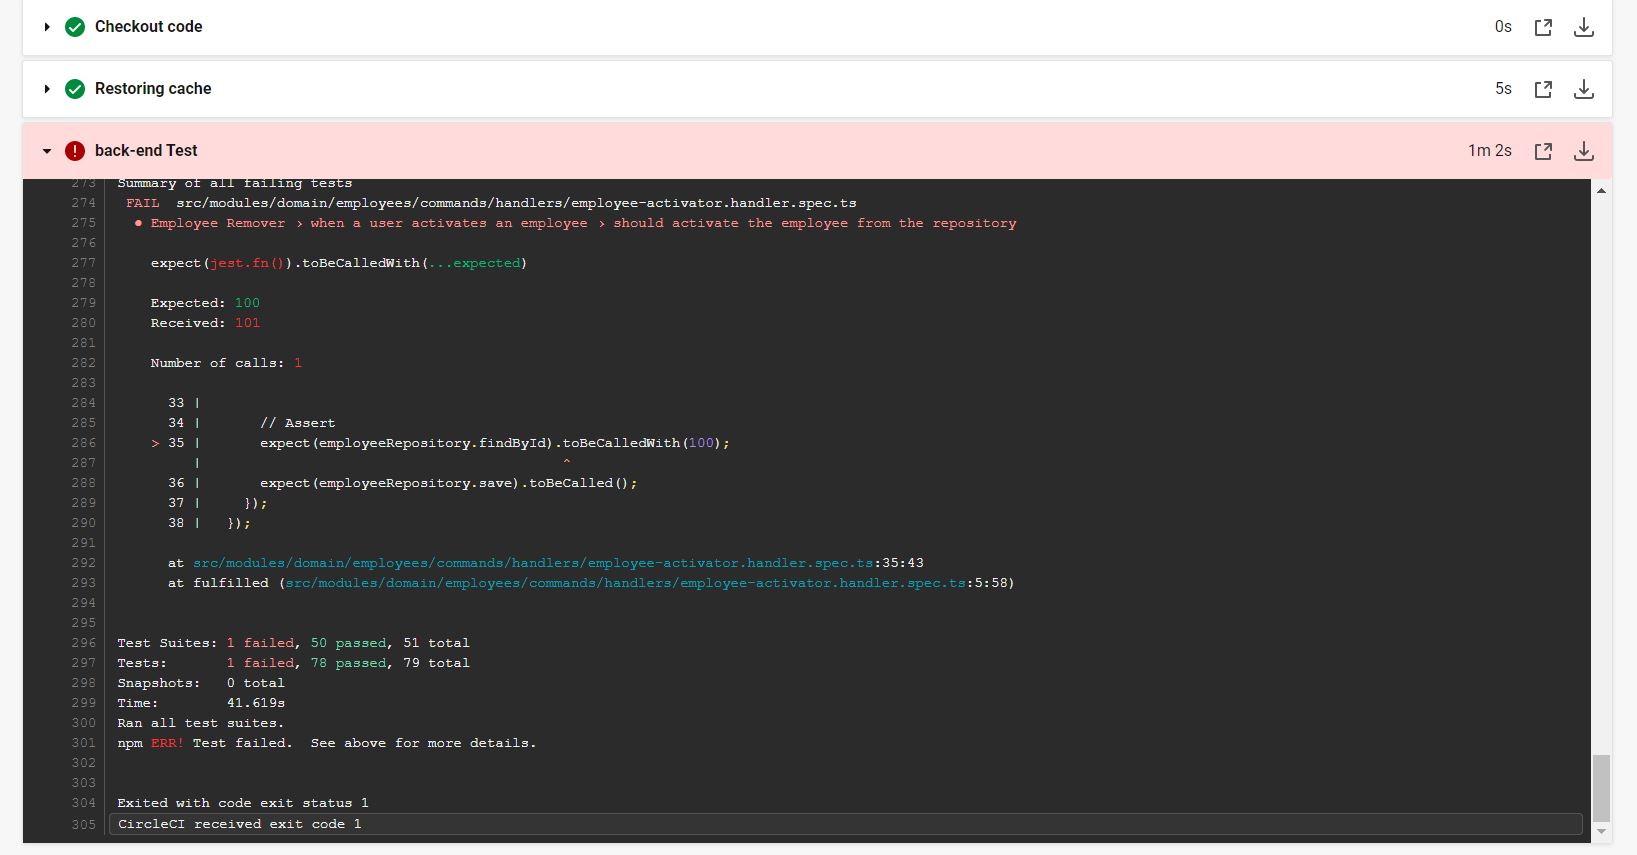 Checkout code 0s
Restoring cache 5s
! back-end Test 1m 2s
273 Summary of all failing tests
274 FAIL src/modules/domain/employees/commands/handlers/employee-activator.handler.spec.ts
275 ● Employee Remover › when a user activates an employee › should activate the employee from the repository
276
277 expect(jest.fn()).toBeCalledWith(...expected)
278
279 Expected: 100
280 Received: 101
281
282 Number of calls: 1
283
284 33 |
285 34 | // Assert
286 > 35 | expect(employeeRepository.findById).toBeCalledWith(100);
287 | ^
288 36 | expect(employeeRepository.save).toBeCalled();
289 37 | });
290 38 | });
291
292 at src/modules/domain/employees/commands/handlers/employee-activator.handler.spec.ts:35:43
293 at fulfilled (src/modules/domain/employees/commands/handlers/employee-activator.handler.spec.ts:5:58)
294
295
296 Test Suites: 1 failed, 50 passed, 51 total
297 Tests: 1 failed, 78 passed, 79 total
298 Snapshots: 0 total
299 Time: 41.619s
300 Ran all test suites.
301 npm ERR! Test failed. See above for more details.
302
303
304 Exited with code exit status 1
305 CircleCI received exit code 1